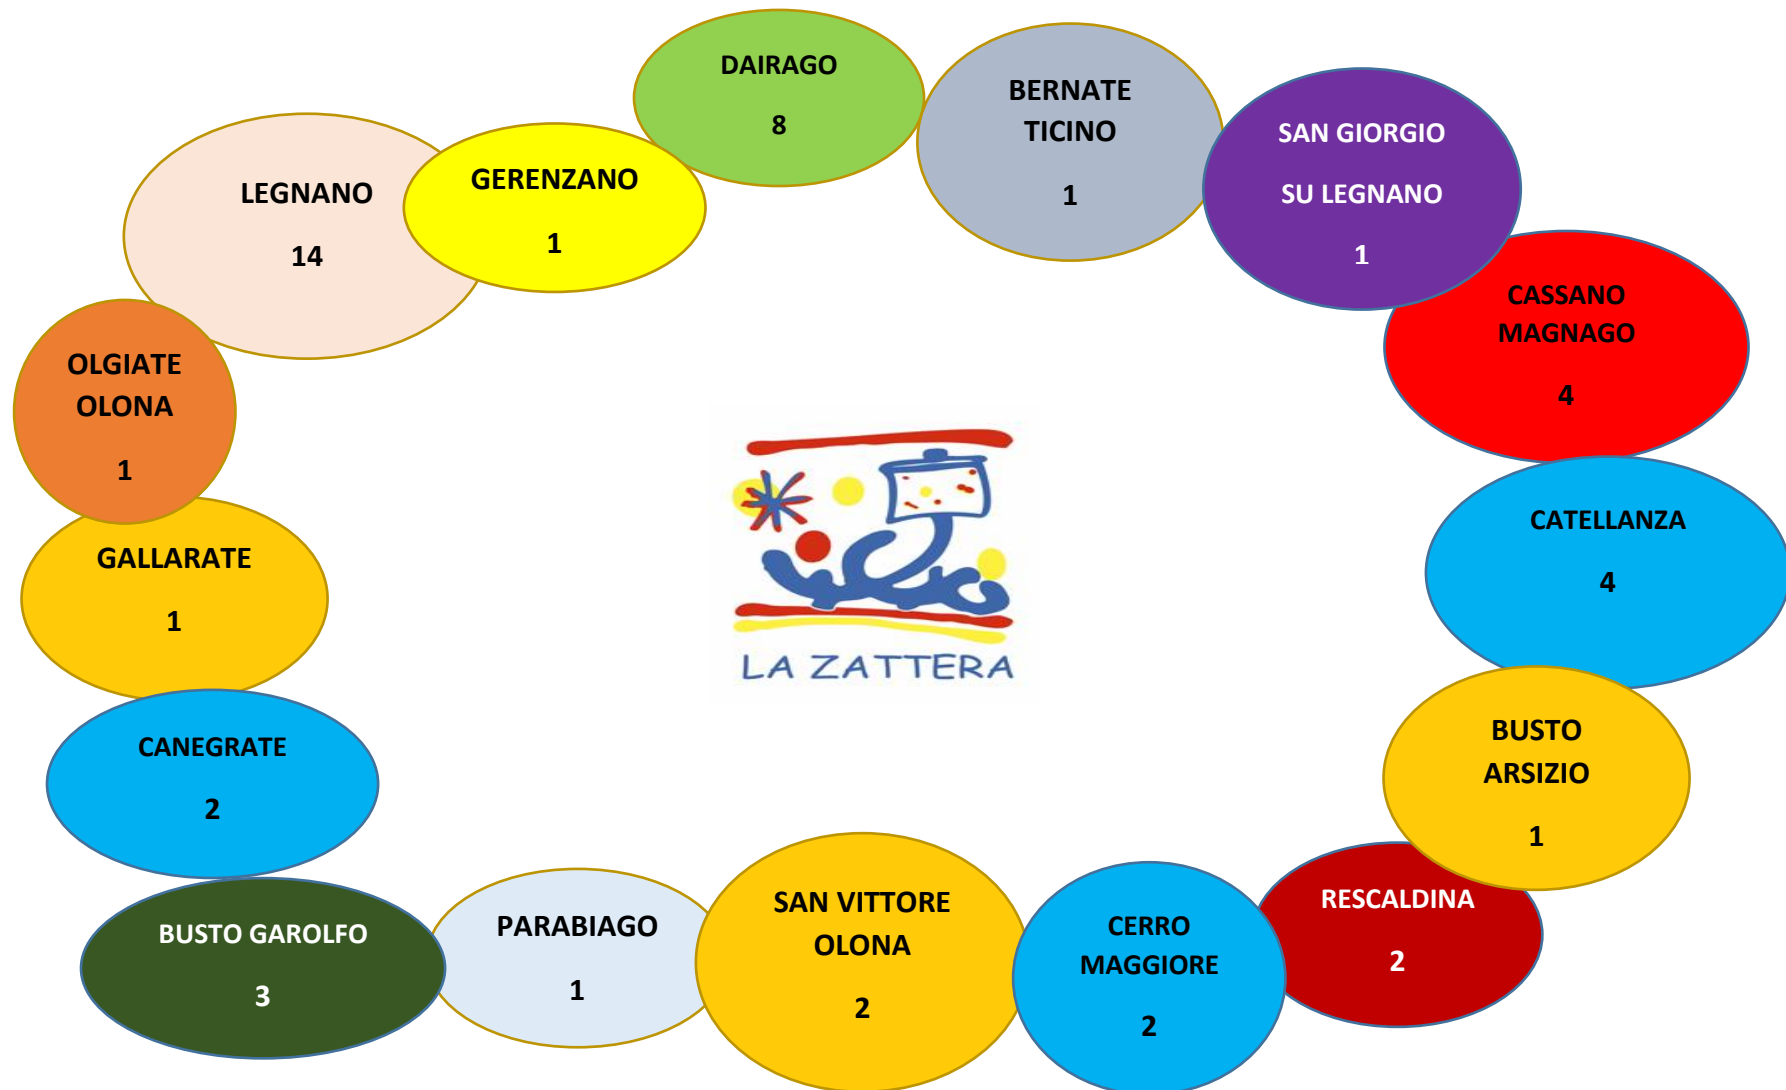 DAIRAGO
8
BERNATE
TICINO
1
SAN GIORGIO
SU LEGNANO
1
CASSANO
MAGNAGO
4
CATELLANZA
4
BUSTO
ARSIZIO
1
RESCALDINA
2
CERRO
MAGGIORE
2
SAN VITTORE
OLONA
2
PARABIAGO
1
BUSTO GAROLFO
3
CANEGRATE
2
GALLARATE
1
OLGIATE
OLONA
1
LEGNANO
14
GERENZANO
1
LA ZATTERA